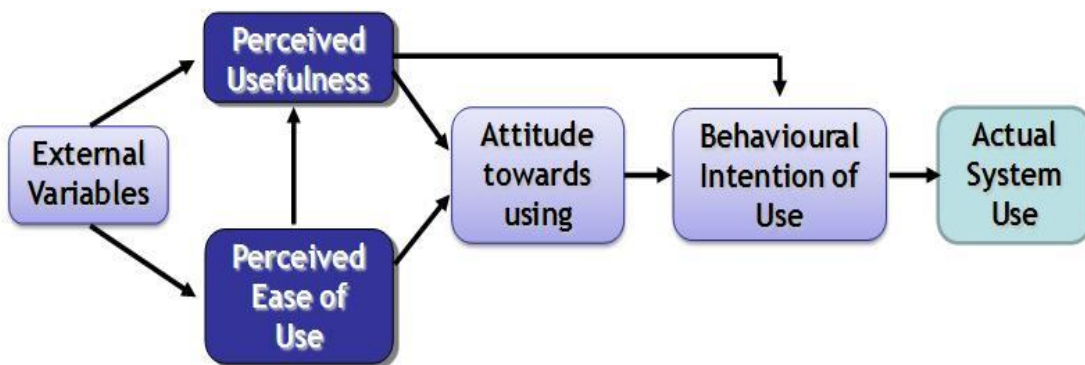 External
Variables
Perceived
Usefulness
Perceived
Ease of
Use
Attitude
towards
using
Behavioural
Intention of
Use
Actual
System
Use